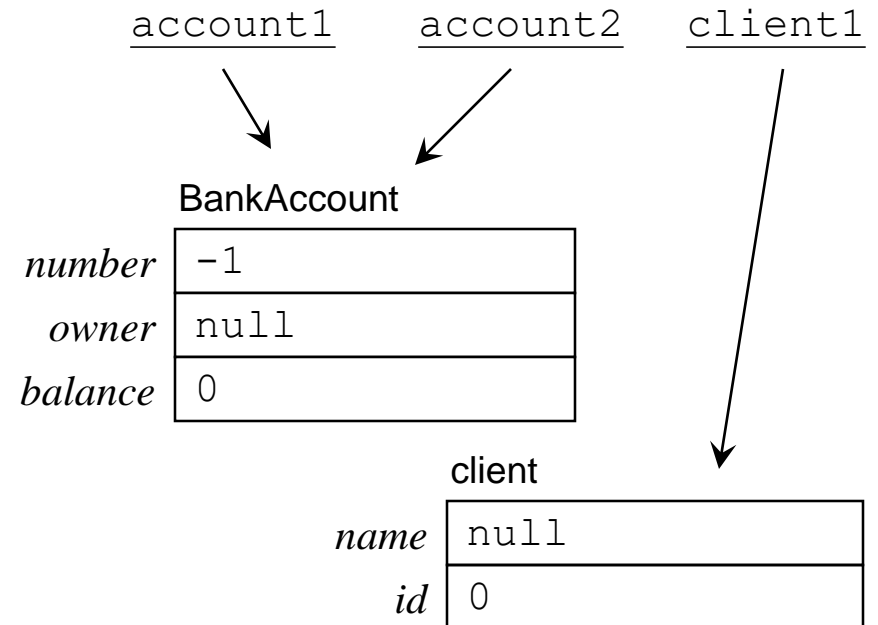 account1 account2 client1
BankAccount
number -1
owner null
balance 0
client
name null
id 0